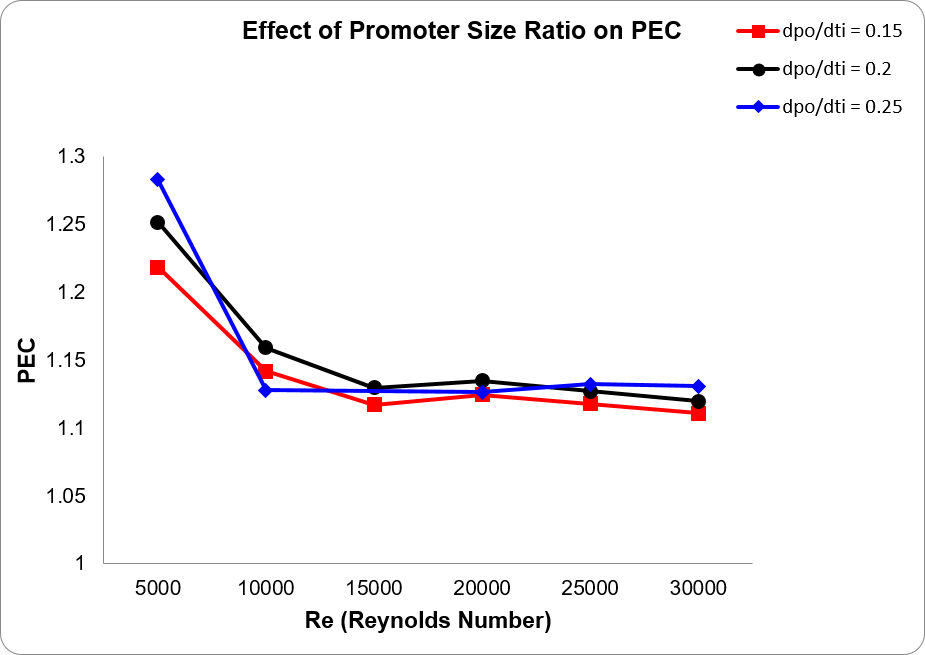 Effect of Promoter Size Ratio on PEC
dpo/dti = 0.15
dpo/dti = 0.2
dpo/dti = 0.25
1.3
1.25
1.2
1.15
1.1
1.05
1
PEC
5000 10000 15000 20000 25000 30000
Re (Reynolds Number)